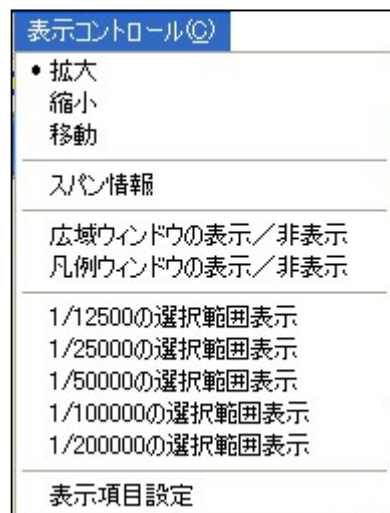 表示コントロール(C)
• 拡大
縮小
移動
スパン情報
広域ウィンドウの表示／非表示
凡例ウィンドウの表示／非表示
1/12500の選択範囲表示
1/25000の選択範囲表示
1/50000の選択範囲表示
1/100000の選択範囲表示
1/200000の選択範囲表示
表示項目設定